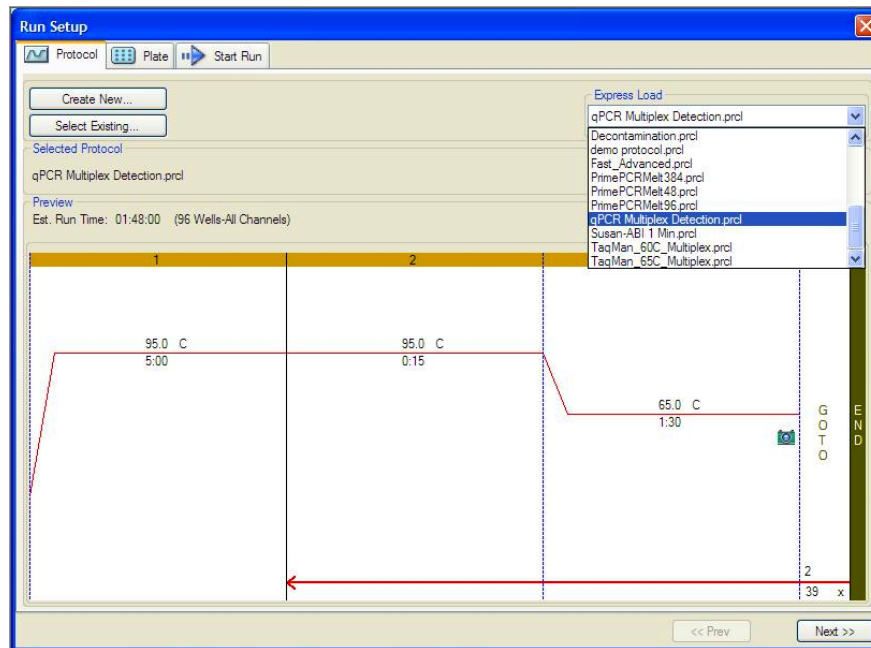 Run Setup
Protocol
Plate
Start Run
Create New...
Select Existing...
Express Load
qPCR Multiplex Detection.prcl
Decontamination.prcl
demo protocol.prcl
Fast_Advanced.prcl
PrimePCRMelt384.prcl
PrimePCRMelt48.prcl
PrimePCRMelt96.prcl
qPCR Multiplex Detection.prcl
Susan-ABI 1 Min.prcl
TaqMan_60C_Multiplex.prcl
TaqMan_65C_Multiplex.prcl
Selected Protocol
qPCR Multiplex Detection.prcl
Preview
Est. Run Time: 01:48:00 (96 Wells-All Channels)
1
2
95.0 C
5:00
95.0 C
0:15
65.0 C
1:30
GOTO
END
2
39 x
<< Prev
Next >>